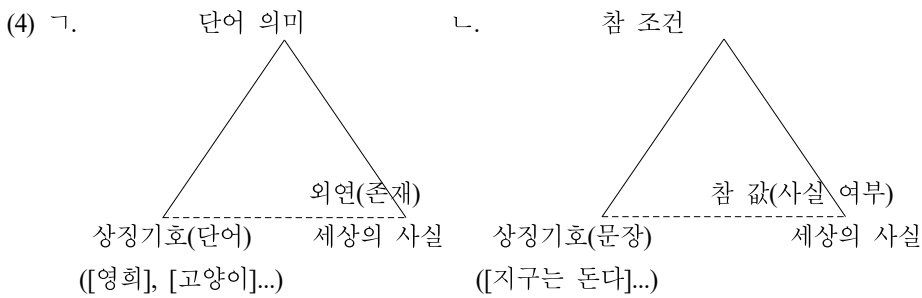 (4) ㄱ. 단어 의미 ㄴ. 참 조건
외연(존재) 참 값(사실 여부)
상징기호(단어) 세상의 사실 상징기호(문장) 세상의 사실
([영희], [고양이]...) ([지구는 돈다]...)